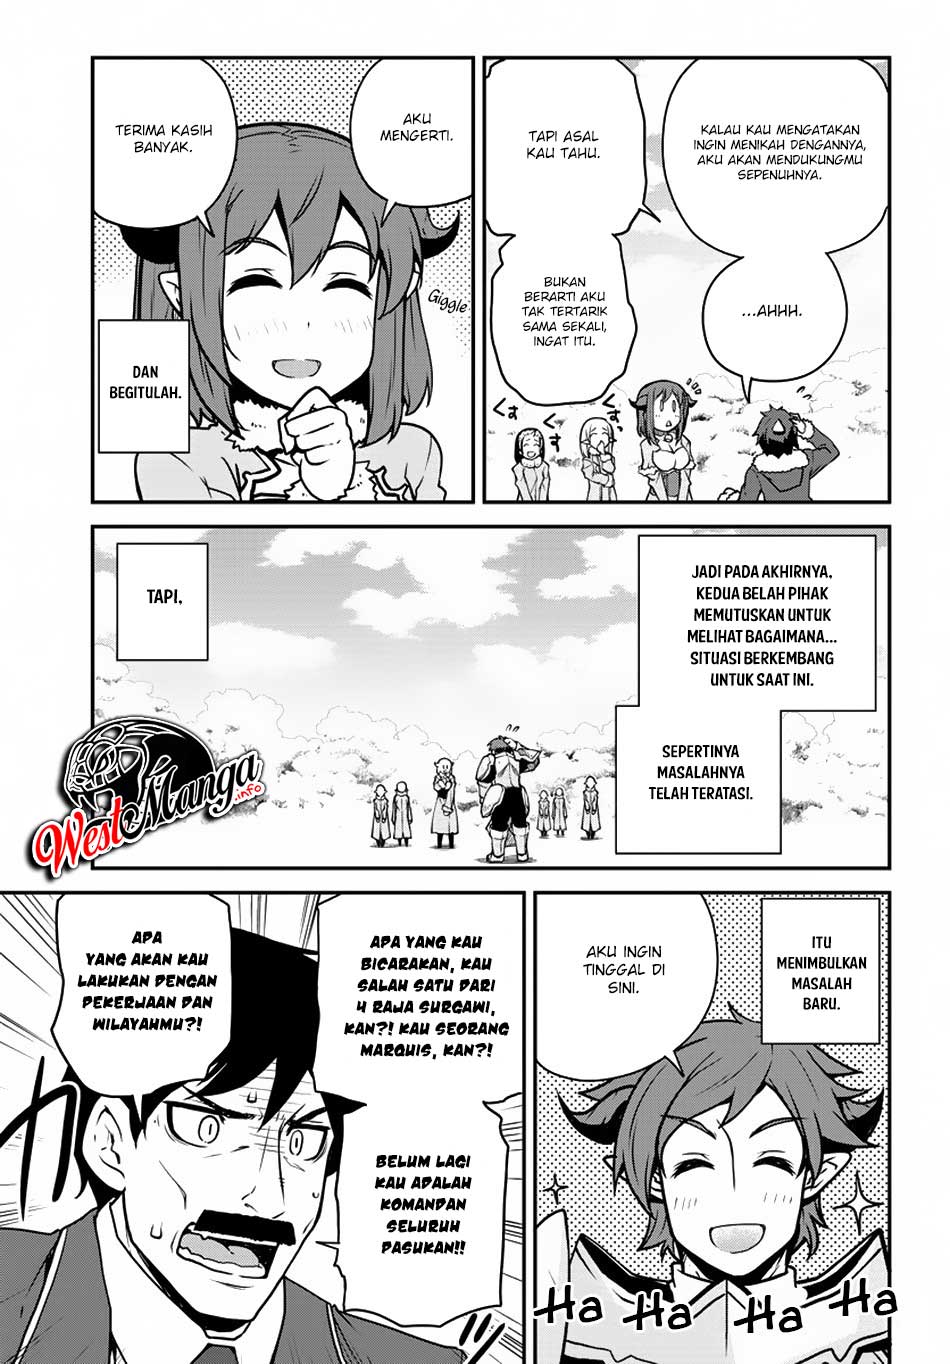 KALAU KAU MENGATAKAN
INGIN MENIKAH DENGANNYA,
AKU AKAN MENDUKUNGMU
SEPENUHNYA.
...AHHH.
TAPI ASAL
KAU TAHU.
BUKAN
BERARTI AKU
TAK TERTARIK
SAMA SEKALI,
INGAT ITU.
くす
くす
AKU
MENGERTI.
TERIMA KASIH
BANYAK.
Giggle
DAN
BEGITULAH.
JADI PADA AKHIRNYA,
KEDUA BELAH PIHAK
MEMUTUSKAN UNTUK
MELIHAT BAGAIMANA...
SITUASI BERKEMBANG
UNTUK SAAT INI.
SEPERTINYA
MASALAHNYA
TELAH TERATASI.
TAPI,
WestManga
.info
ITU
MENIMBULKAN
MASALAH
BARU.
AKU INGIN
TINGGAL DI
SINI.
Ha Ha Ha Ha
APA YANG KAU
BICARAKAN, KAU
SALAH SATU DARI
4 RAJA SURGAWI,
KAN?! KAU SEORANG
MARQUIS, KAN?!
BELUM LAGI
KAU ADALAH
KOMANDAN
SELURUH
PASUKAN!!
APA
YANG AKAN KAU
LAKUKAN DENGAN
PEKERJAAN DAN
WILAYAHMU?!